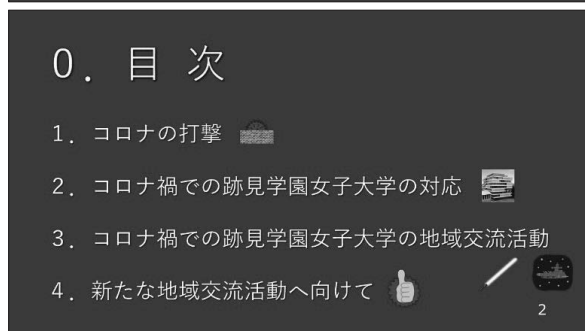 0. 目 次
1. コロナの打撃
2. コロナ禍での跡見学園女子大学の対応
3. コロナ禍での跡見学園女子大学の地域交流活動
4. 新たな地域交流活動へ向けて
2